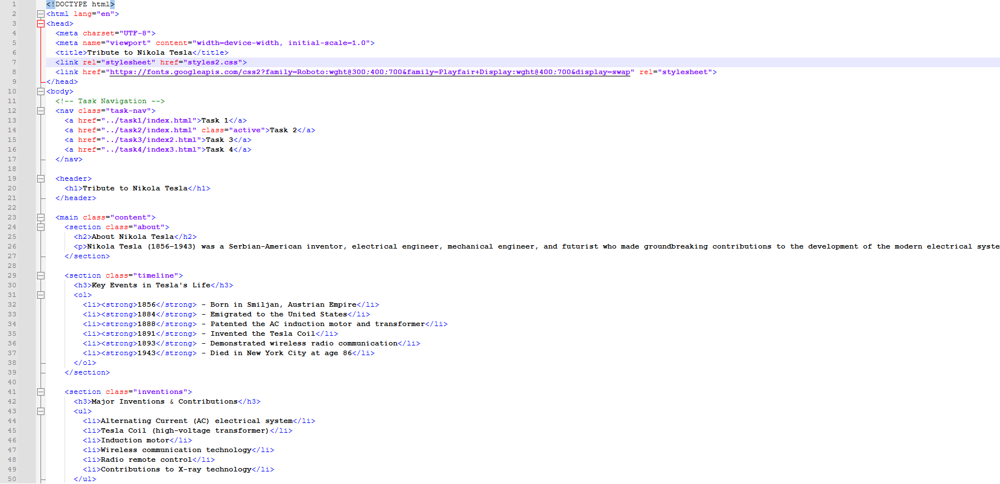 1 <!DOCTYPE html>
2 <html lang="en">
3 <head>
4 <meta charset="UTF-8">
5 <meta name="viewport" content="width=device-width, initial-scale=1.0">
6 <title>Tribute to Nikola Tesla</title>
7 <link rel="stylesheet" href="styles2.css">
8 <link href="https://fonts.googleapis.com/css2?family=Roboto:wght@300;400;700&family=Playfair+Display:wght@400;700&display=swap" rel="stylesheet">
9 </head>
10 <body>
11 <!-- Task Navigation -->
12 <nav class="task-nav">
13 <a href="../task1/index.html">Task 1</a>
14 <a href="../task2/index.html" class="active">Task 2</a>
15 <a href="../task3/index2.html">Task 3</a>
16 <a href="../task4/index3.html">Task 4</a>
17 </nav>
18
19 <header>
20 <h1>Tribute to Nikola Tesla</h1>
21 </header>
22
23 <main class="content">
24 <section class="about">
25 <h2>About Nikola Tesla</h2>
26 <p>Nikola Tesla (1856–1943) was a Serbian-American inventor, electrical engineer, mechanical engineer, and futurist who made groundbreaking contributions to the development of the modern electrical syste
27 </section>
28
29 <section class="timeline">
30 <h3>Key Events in Tesla's Life</h3>
31 <ol>
32 <li><strong>1856</strong> – Born in Smiljan, Austrian Empire</li>
33 <li><strong>1884</strong> – Emigrated to the United States</li>
34 <li><strong>1888</strong> – Patented the AC induction motor and transformer</li>
35 <li><strong>1891</strong> – Invented the Tesla Coil</li>
36 <li><strong>1893</strong> – Demonstrated wireless radio communication</li>
37 <li><strong>1943</strong> – Died in New York City at age 86</li>
38 </ol>
39 </section>
40
41 <section class="inventions">
42 <h3>Major Inventions & Contributions</h3>
43 <ul>
44 <li>Alternating Current (AC) electrical system</li>
45 <li>Tesla Coil (high-voltage transformer)</li>
46 <li>Induction motor</li>
47 <li>Wireless communication technology</li>
48 <li>Radio remote control</li>
49 <li>Contributions to X-ray technology</li>
50 </ul>